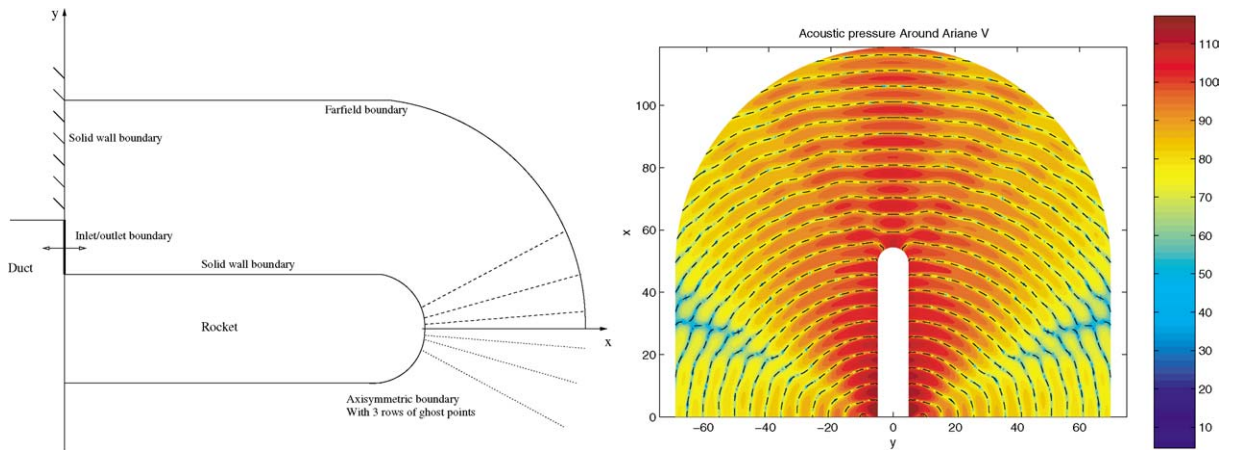 y
Farfield boundary
Solid wall boundary
Inlet/outlet boundary
Duct
Solid wall boundary
Rocket
x
Axisymmetric boundary
With 3 rows of ghost points
Acoustic pressure Around Ariane V
x
100
80
60
40
20
0
−60
−40
−20
0
20
40
60
y
110
100
90
80
70
60
50
40
30
20
10